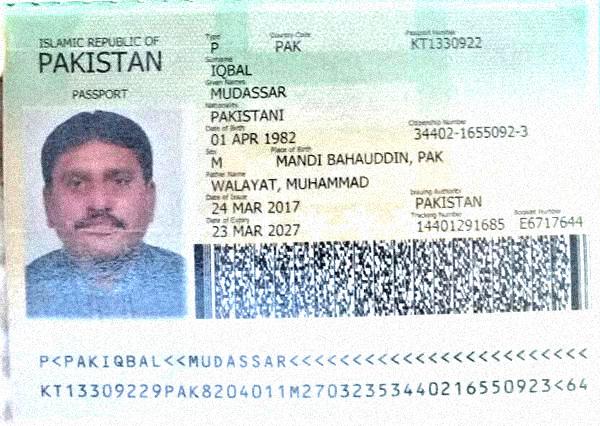 ISLAMIC REPUBLIC OF
PAKISTAN
PASSPORT
Type Country Code Passport Number
P PAK KT1330922
Surname
IQBAL
Given Names
MUDASSAR
Nationality
PAKISTANI
Date of Birth Citizenship Number
01 APR 1982 34402-1655092-3
Sex Place of Birth
M MANDI BAHAUDDIN, PAK
Father Name
WALAYAT, MUHAMMAD
Date of Issue Issuing Authority
24 MAR 2017 PAKISTAN
Date of Expiry Tracking Number Booklet Number
23 MAR 2027 14401291685 E6717644
P<PAKIQBAL<<MUDASSAR<<<<<<<<<<<<<<<<<<<<<<<<
KT13309229PAK8204011M27032353440216550923<64